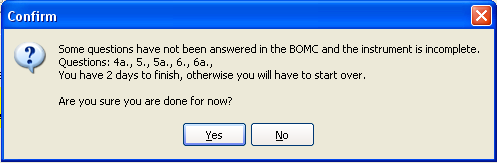 Confirm
Some questions have not been answered in the BOMC and the instrument is incomplete.
Questions: 4a., 5., 5a., 6., 6a.,
You have 2 days to finish, otherwise you will have to start over.
Are you sure you are done for now?
Yes No